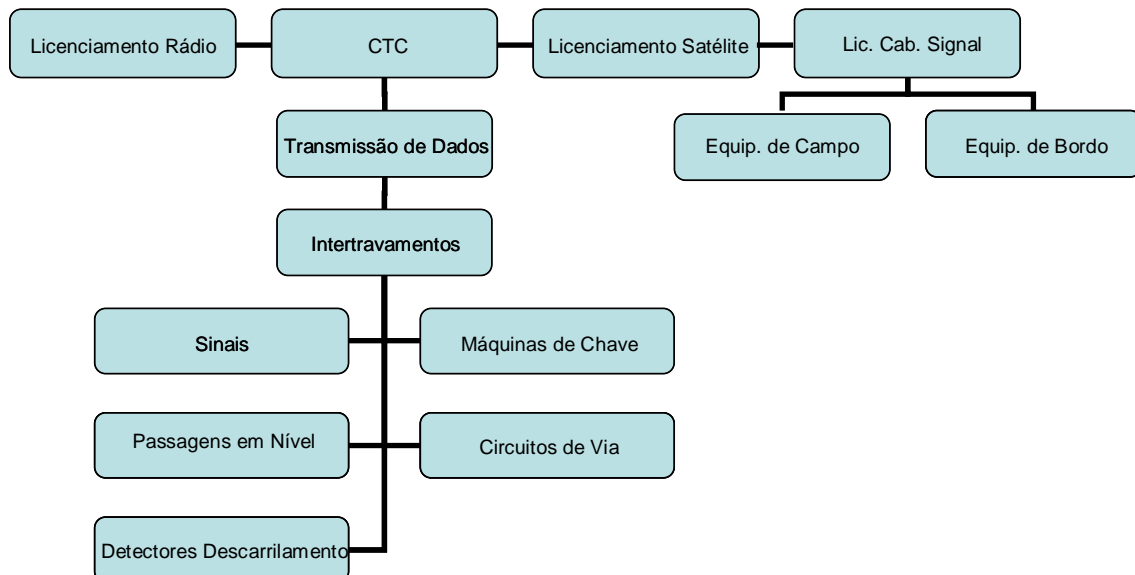 Licenciamento Rádio
CTC
Licenciamento Satélite
Lic. Cab. Signal
Transmissão de Dados
Equip. de Campo
Equip. de Bordo
Intertravamentos
Sinais
Máquinas de Chave
Passagens em Nível
Circuitos de Via
Detectores Descarrilamento